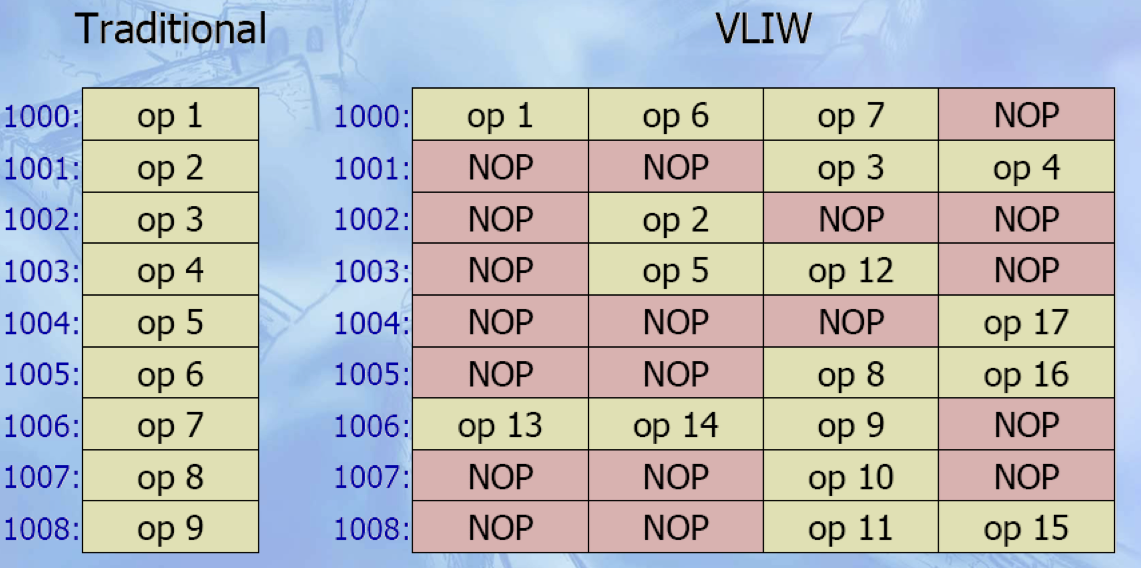 Traditional VLIW
1000: op 1 1000: op 1 op 6 op 7 NOP
1001: op 2 1001: NOP NOP op 3 op 4
1002: op 3 1002: NOP op 2 NOP NOP
1003: op 4 1003: NOP op 5 op 12 NOP
1004: op 5 1004: NOP NOP NOP op 17
1005: op 6 1005: NOP NOP op 8 op 16
1006: op 7 1006: op 13 op 14 op 9 NOP
1007: op 8 1007: NOP NOP op 10 NOP
1008: op 9 1008: NOP NOP op 11 op 15